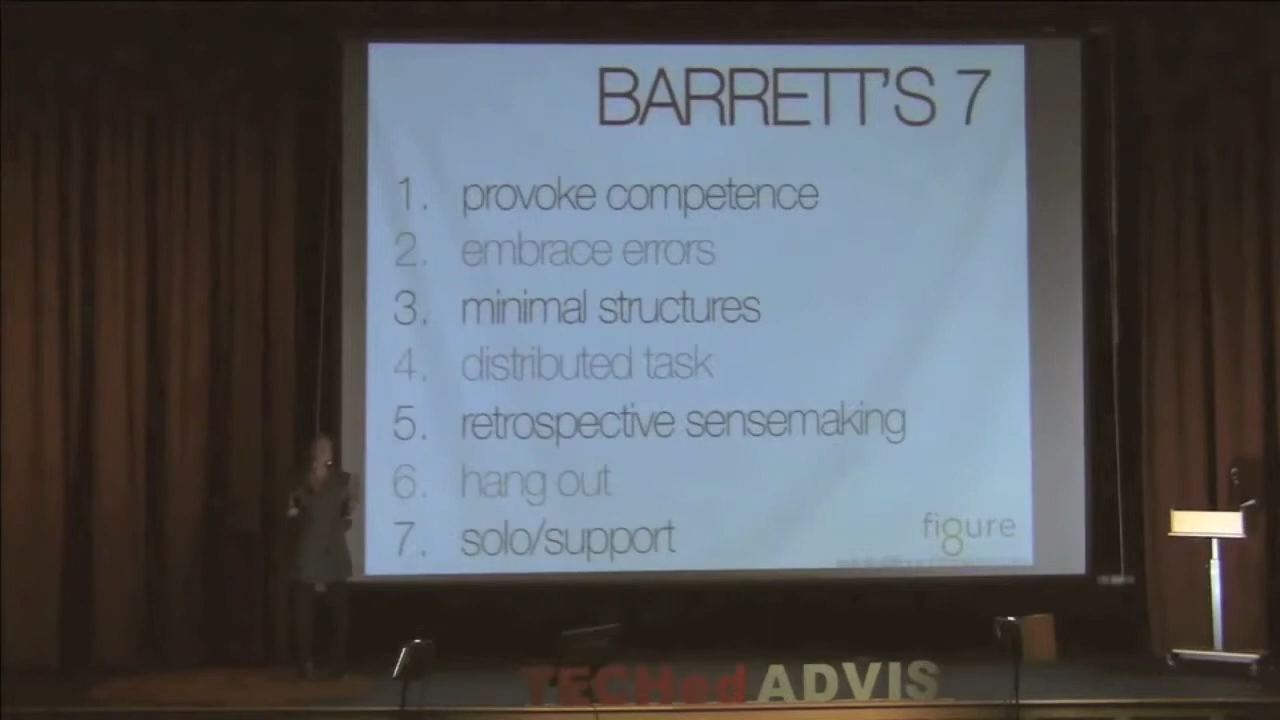 BARRETT'S 7
1. provoke competence
2. embrace errors
3. minimal structures
4. distributed task
5. retrospective sensemaking
6. hang out
7. solo/support
figure 8
TECHed ADVIS